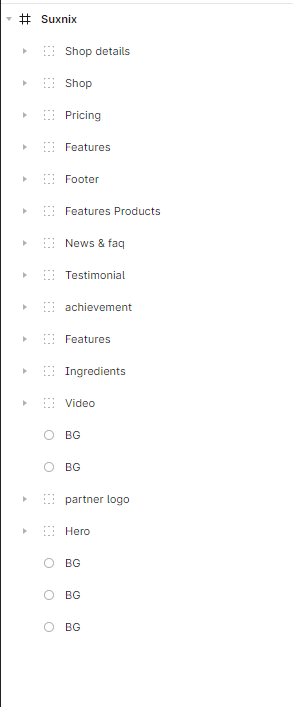 Suxnix
Shop details
Shop
Pricing
Features
Footer
Features Products
News & faq
Testimonial
achievement
Features
Ingredients
Video
BG
BG
partner logo
Hero
BG
BG
BG